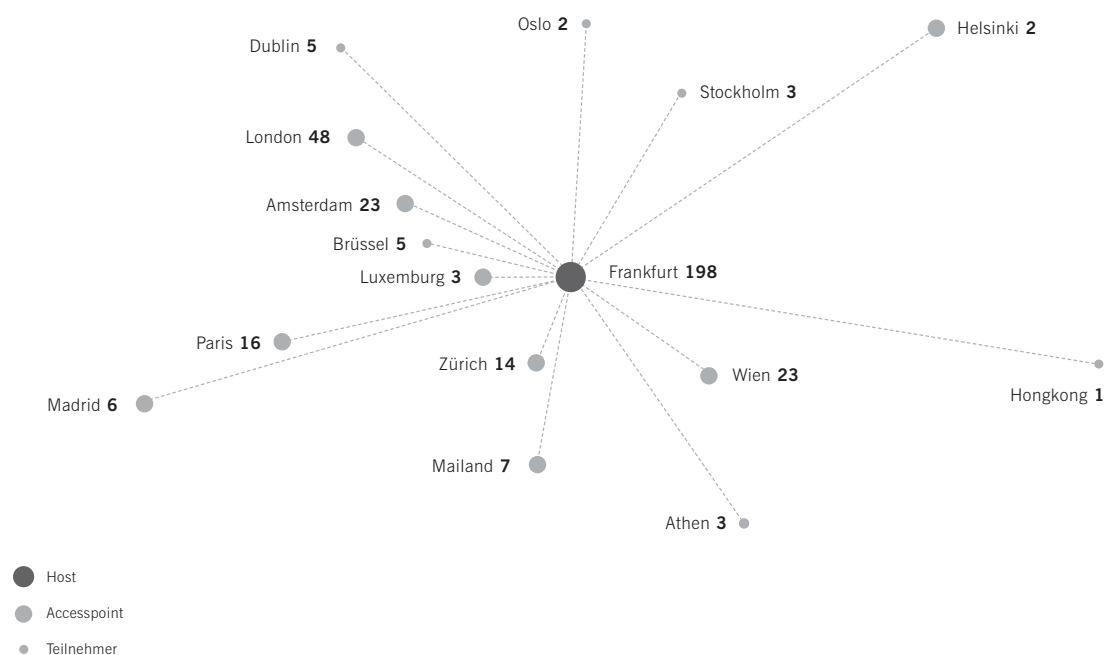 Oslo 2
Helsinki 2
Dublin 5
Stockholm 3
London 48
Amsterdam 23
Brüssel 5
Luxemburg 3
Frankfurt 198
Paris 16
Zürich 14
Wien 23
Hongkong 1
Madrid 6
Mailand 7
Athen 3
Host
Accesspoint
Teilnehmer